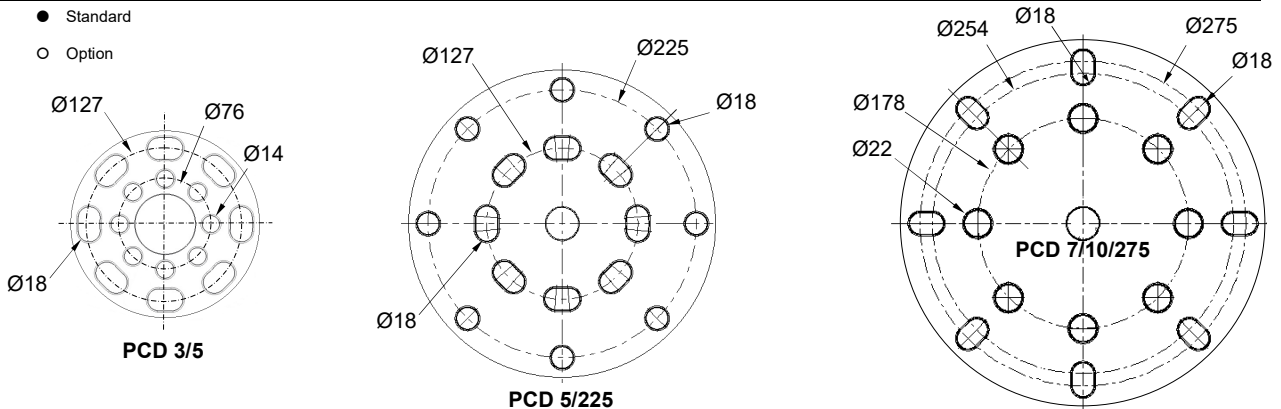 Standard
Option
Ø127
Ø76
Ø14
Ø18
PCD 3/5
Ø127
Ø225
Ø18
Ø18
PCD 5/225
Ø254
Ø18
Ø275
Ø18
Ø178
Ø22
PCD 7/10/275